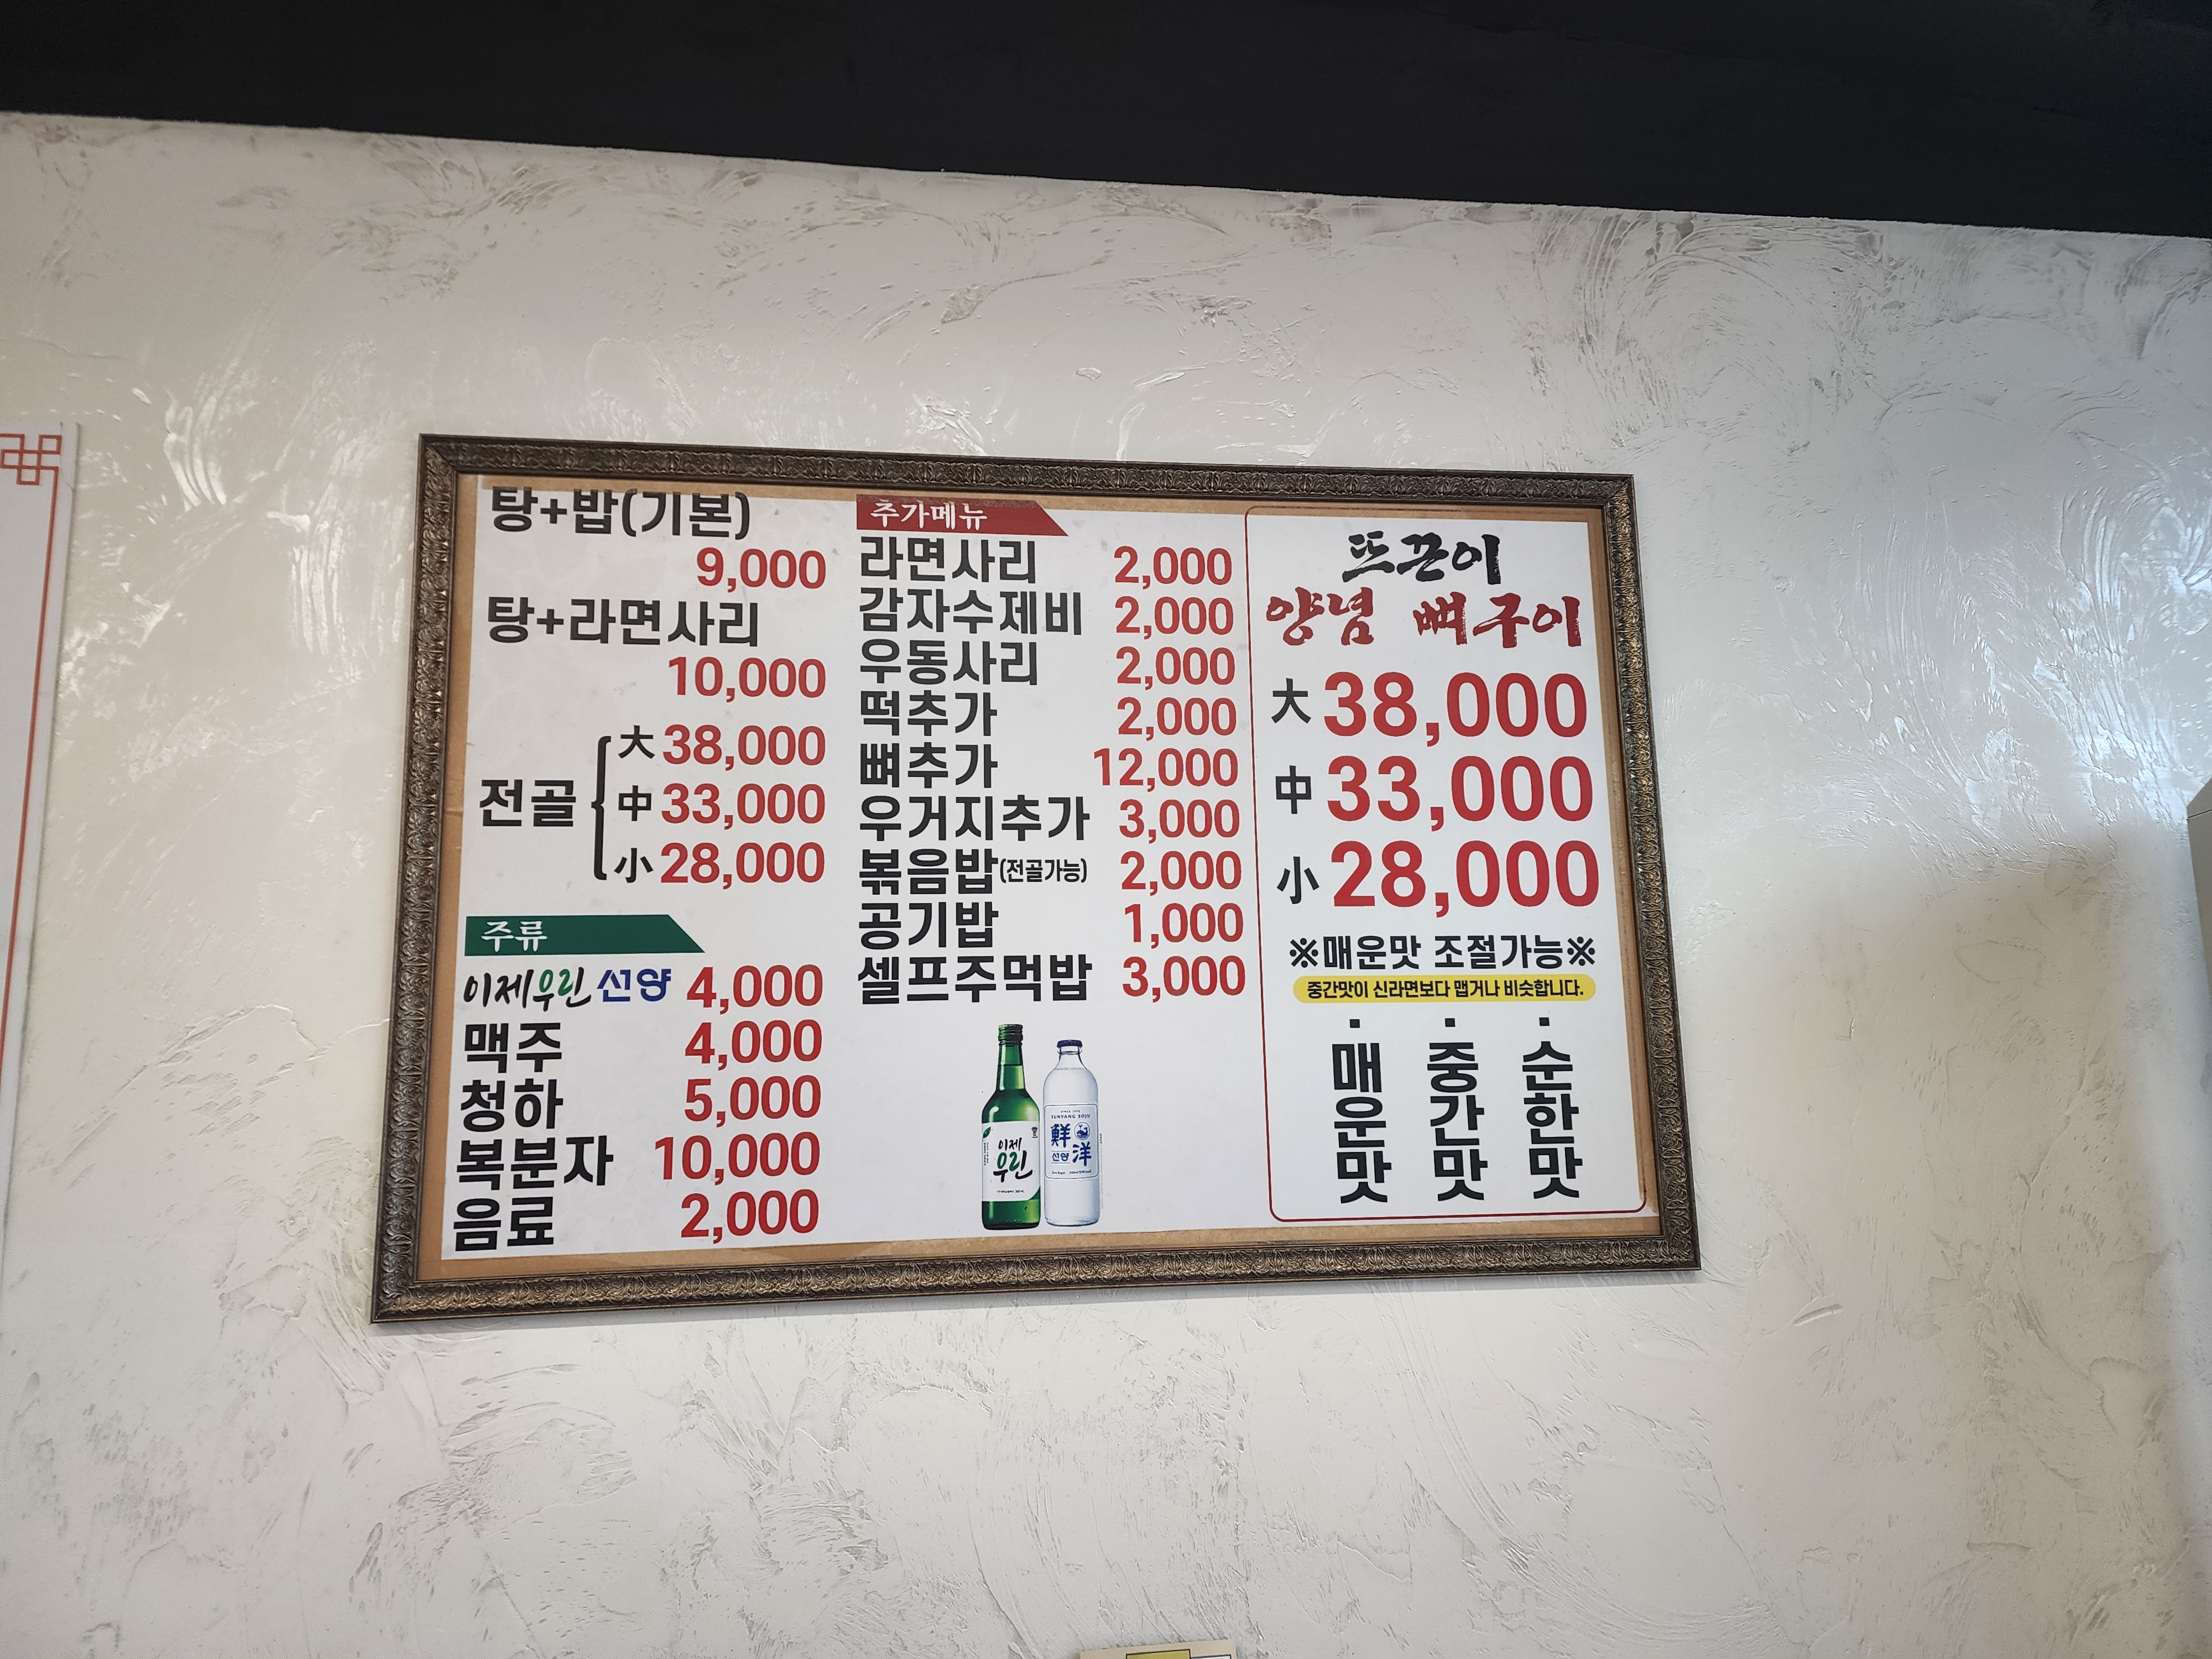 탕+밥(기본)
9,000
탕+라면사리
10,000
전골
大 38,000
中 33,000
小 28,000
주류
이제우린 선양 4,000
맥주 4,000
청하 5,000
복분자 10,000
음료 2,000
추가메뉴
라면사리 2,000
감자수제비 2,000
우동사리 2,000
떡추가 2,000
뼈추가 12,000
우거지추가 3,000
볶음밥(전골가능) 2,000
공기밥 1,000
셀프주먹밥 3,000
이제
우린
SUNYANG SOJU
鮮
선양 洋
뜨끈이
양념 뼈구이
大 38,000
中 33,000
小 28,000
※매운맛 조절가능※
중간맛이 신라면보다 맵거나 비슷합니다.
·매운맛
·중간맛
·순한맛